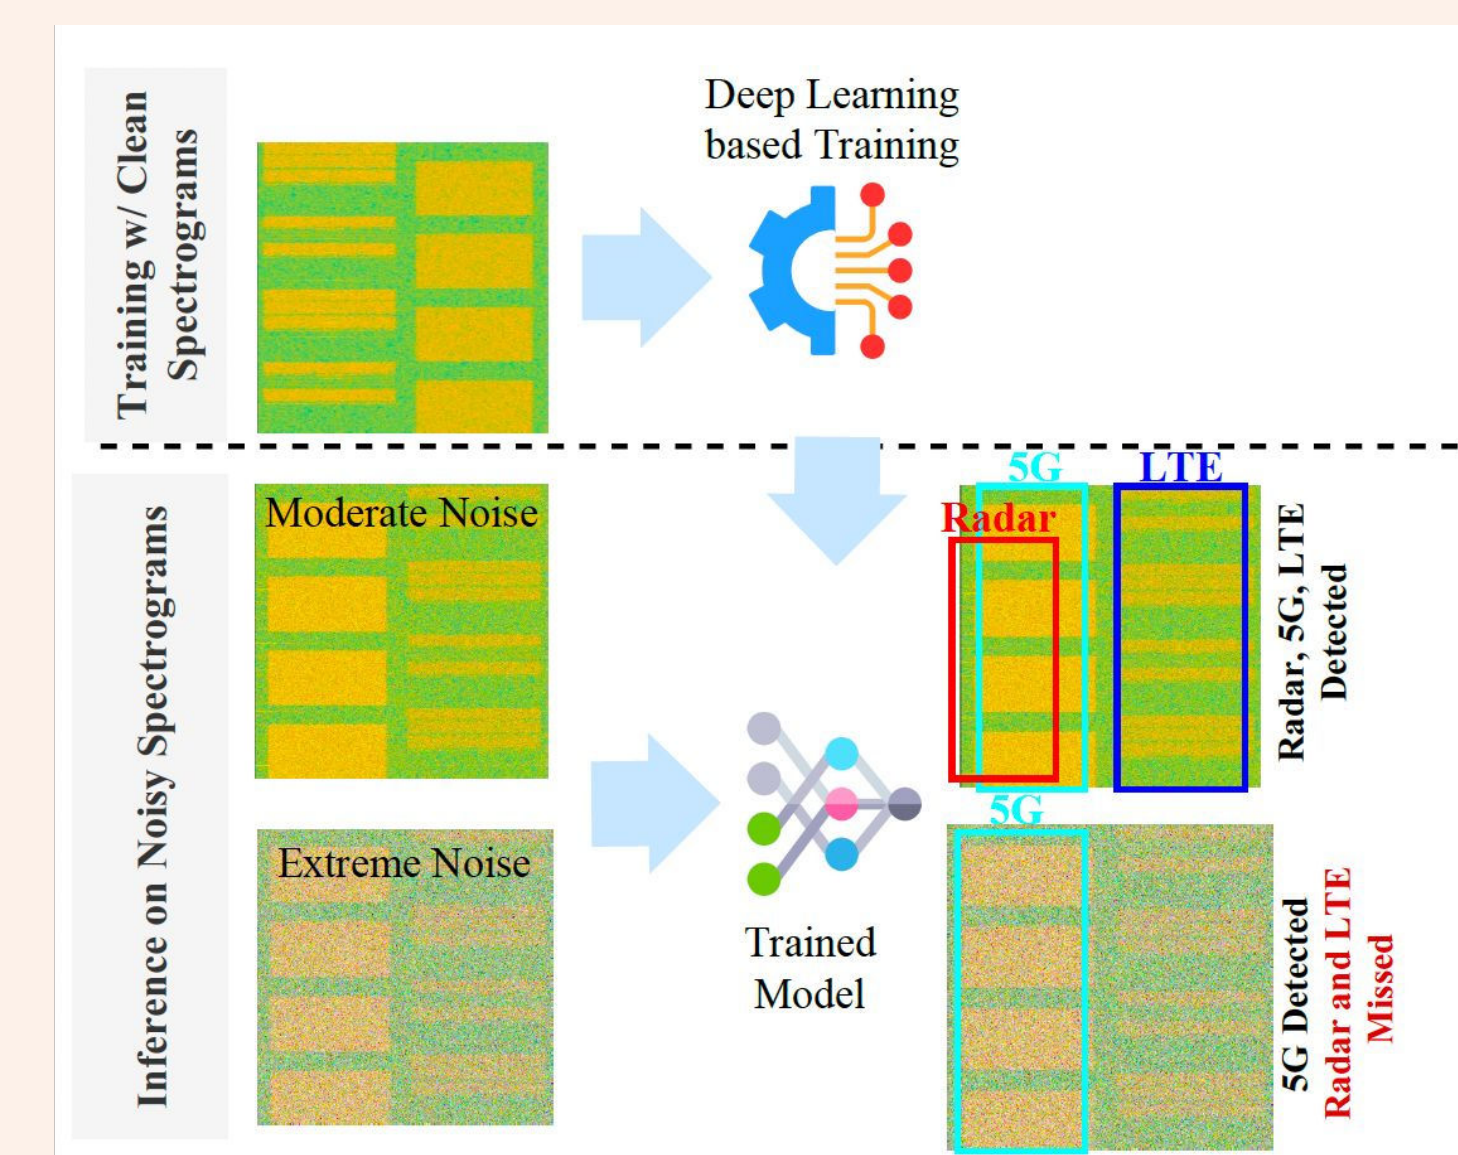 Training w/ Clean
Spectrograms
Deep Learning
based Training
Inference on Noisy Spectrograms
Moderate Noise
Extreme Noise
Trained
Model
5G
LTE
Radar
Radar, 5G, LTE
Detected
5G
5G Detected
Radar and LTE
Missed